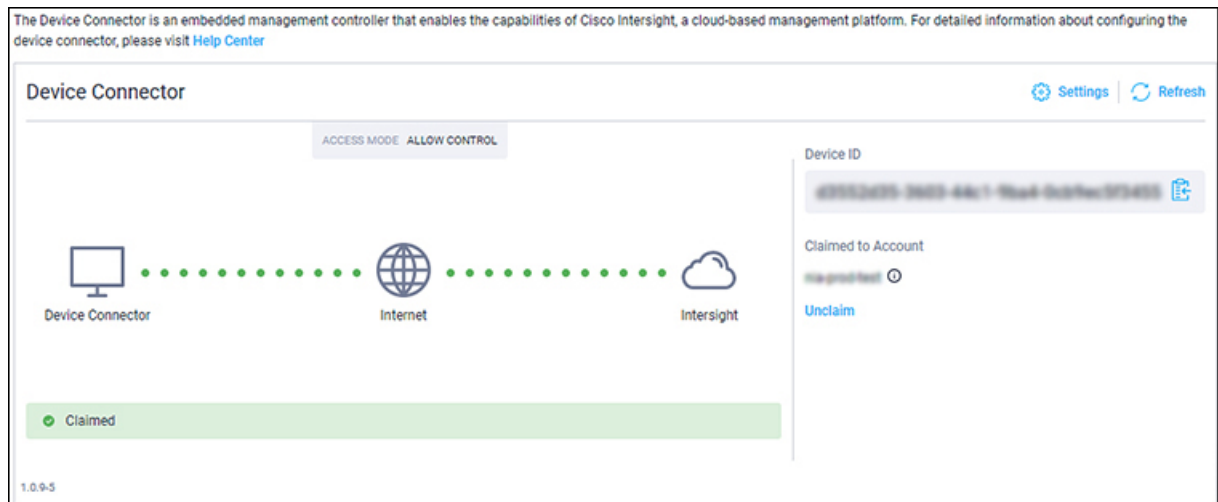 The Device Connector is an embedded management controller that enables the capabilities of Cisco Intersight, a cloud-based management platform. For detailed information about configuring the
device connector, please visit Help Center
Device Connector
Settings
Refresh
ACCESS MODE ALLOW CONTROL
Device ID
Claimed to Account
Unclaim
Device Connector
Internet
Intersight
Claimed
1.0.9-5